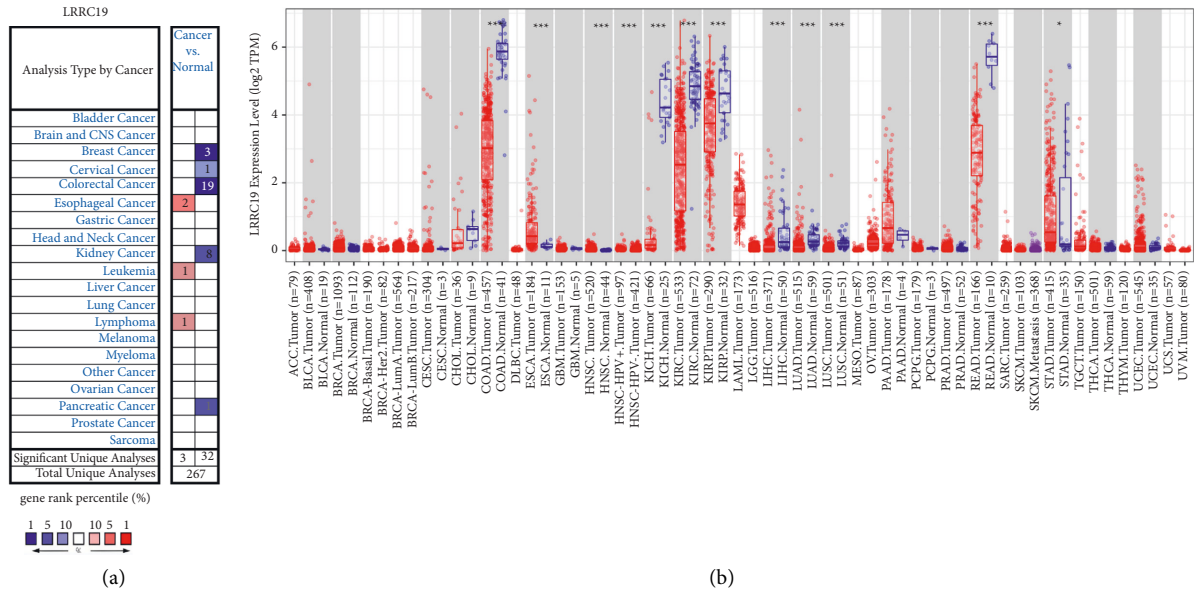 LRRC19
Analysis Type by Cancer
Cancer
vs.
Normal
Bladder Cancer
Brain and CNS Cancer
Breast Cancer 3
Cervical Cancer 1
Colorectal Cancer 19
Esophageal Cancer 2
Gastric Cancer
Head and Neck Cancer
Kidney Cancer 8
Leukemia 1
Liver Cancer
Lung Cancer
Lymphoma 1
Melanoma
Myeloma
Other Cancer
Ovarian Cancer
Pancreatic Cancer
Prostate Cancer
Sarcoma
Significant Unique Analyses 3 32
Total Unique Analyses 267
gene rank percentile (%)
1 5 10 10 5 1
%
(a)
LRRC19 Expression Level (log2 TPM)
6
4
2
0
*** *** *** *** *** *** *** *** *** *** *** *
ACC.Tumor (n=79)
BLCA.Tumor (n=408)
BLCA.Normal (n=19)
BRCA.Tumor (n=1093)
BRCA.Normal (n=112)
BRCA-Basal.Tumor (n=190)
BRCA-Her2.Tumor (n=82)
BRCA-LumA.Tumor (n=564)
BRCA-LumB.Tumor (n=217)
CESC.Tumor (n=304)
CESC.Normal (n=3)
CHOL.Tumor (n=36)
CHOL.Normal (n=9)
COAD.Tumor (n=457)
COAD.Normal (n=41)
DLBC.Tumor (n=48)
ESCA.Tumor (n=184)
ESCA.Normal (n=11)
GBM.Tumor (n=153)
GBM.Normal (n=5)
HNSC.Tumor (n=520)
HNSC.Normal (n=44)
HNSC-HPV+.Tumor (n=97)
HNSC-HPV-.Tumor (n=421)
KICH.Tumor (n=66)
KICH.Normal (n=25)
KIRC.Tumor (n=533)
KIRC.Normal (n=72)
KIRP.Tumor (n=290)
KIRP.Normal (n=32)
LAML.Tumor (n=173)
LGG.Tumor (n=516)
LIHC.Tumor (n=371)
LIHC.Normal (n=50)
LUAD.Tumor (n=515)
LUAD.Normal (n=59)
LUSC.Tumor (n=501)
LUSC.Normal (n=51)
MESO.Tumor (n=87)
OV.Tumor (n=303)
PAAD.Tumor (n=178)
PAAD.Normal (n=4)
PCPG.Tumor (n=179)
PCPG.Normal (n=3)
PRAD.Tumor (n=497)
PRAD.Normal (n=52)
READ.Tumor (n=166)
READ.Normal (n=10)
SARC.Tumor (n=259)
SKCM.Tumor (n=103)
SKCM.Metastasis (n=368)
STAD.Tumor (n=415)
STAD.Normal (n=35)
TGCT.Tumor (n=150)
THCA.Tumor (n=501)
THCA.Normal (n=59)
THYM.Tumor (n=120)
UCEC.Tumor (n=545)
UCEC.Normal (n=35)
UCS.Tumor (n=57)
UVM.Tumor (n=80)
(b)